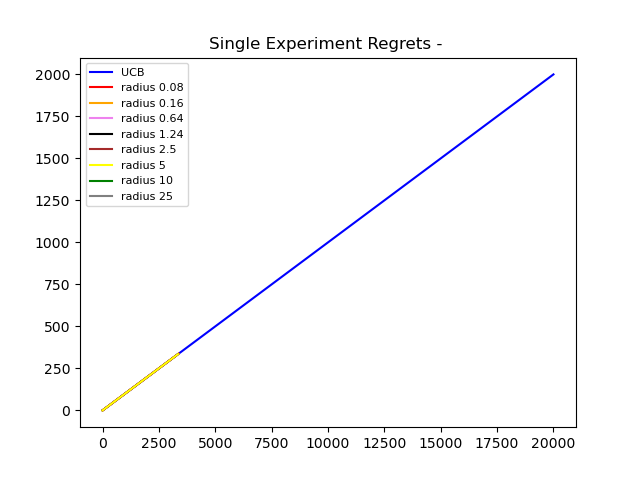 Single Experiment Regrets -
UCB
radius 0.08
radius 0.16
radius 0.64
radius 1.24
radius 2.5
radius 5
radius 10
radius 25
2000
1750
1500
1250
1000
750
500
250
0
0 2500 5000 7500 10000 12500 15000 17500 20000